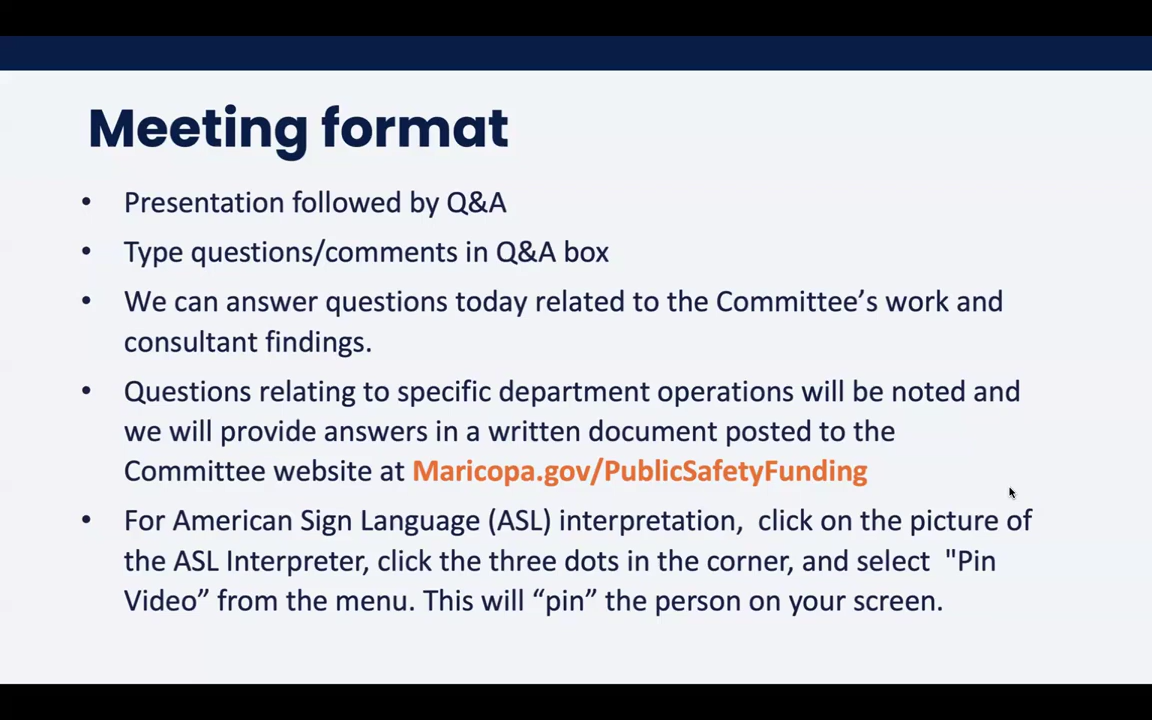 Meeting format
• Presentation followed by Q&A
• Type questions/comments in Q&A box
• We can answer questions today related to the Committee’s work and
consultant findings.
• Questions relating to specific department operations will be noted and
we will provide answers in a written document posted to the
Committee website at Maricopa.gov/PublicSafetyFunding
• For American Sign Language (ASL) interpretation,  click on the picture of
the ASL Interpreter, click the three dots in the corner, and select  "Pin
Video” from the menu. This will “pin” the person on your screen.